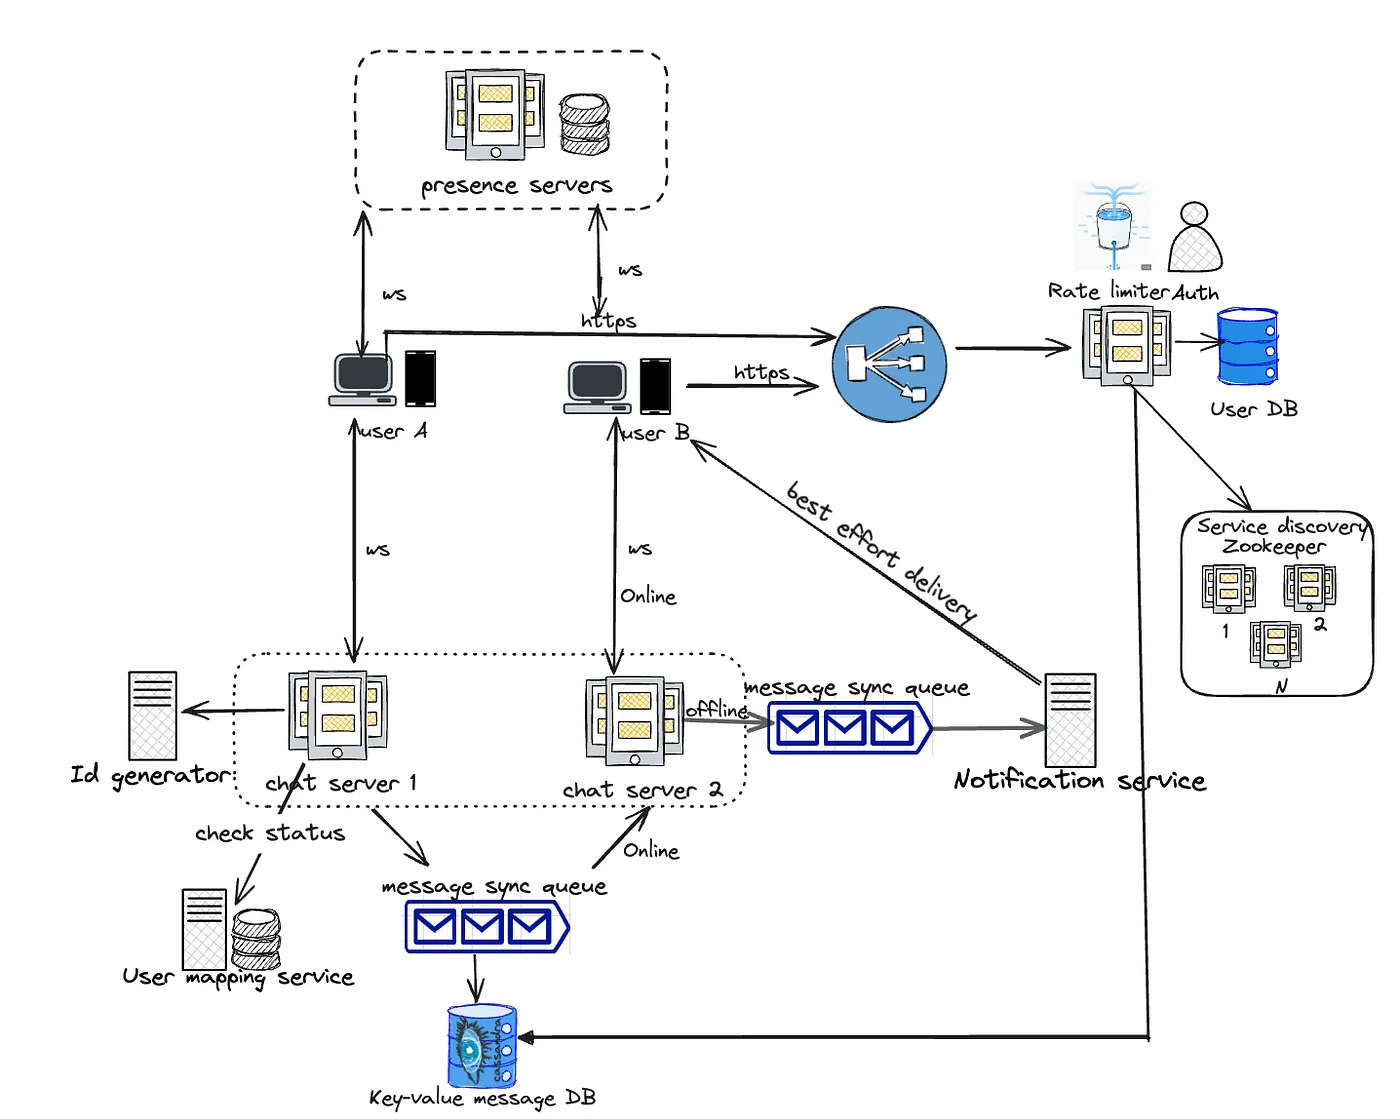 presence servers
ws
ws
https
Rate limiter
Auth
https
User DB
user A
user B
best effort delivery
Service discovery
Zookeeper
1
2
N
ws
ws
Online
message sync queue
offline
Id generator
chat server 1
chat server 2
Notification service
check status
Online
message sync queue
User mapping service
cassandra
Key-value message DB